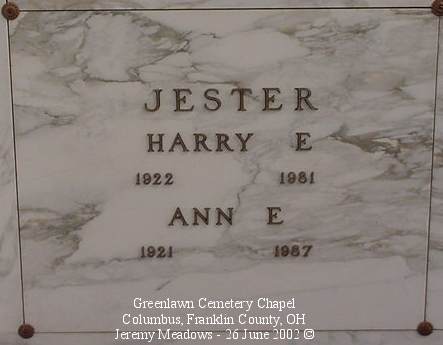 JESTER
HARRY E
1922 1981
ANN E
1921 1987
Greenlawn Cemetery Chapel
Columbus, Franklin County, OH
Jeremy Meadows - 26 June 2002 ©